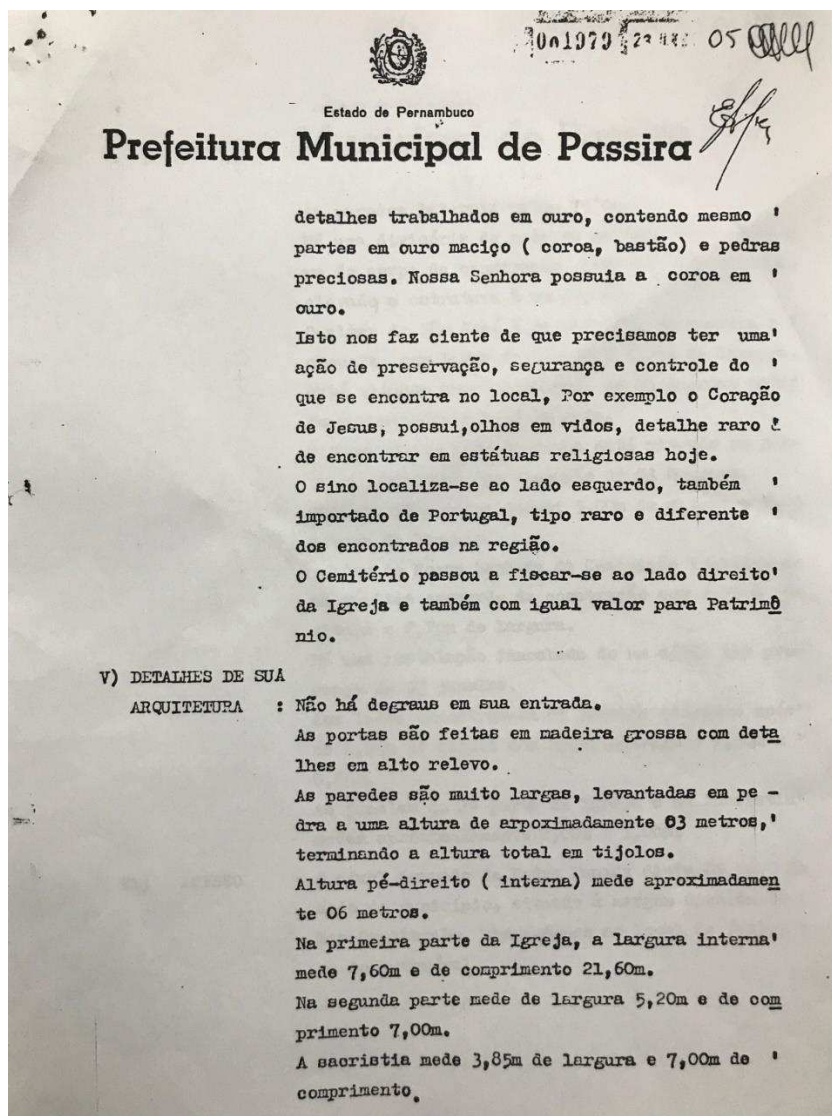 001979 23 05
Estado de Pernambuco
Prefeitura Municipal de Passira
detalhes trabalhados em ouro, contendo mesmo '
partes em ouro maciço ( coroa, bastão) e pedras
preciosas. Nossa Senhora possuia a coroa em '
ouro.
Isto nos faz ciente de que precisamos ter uma'
ação de preservação, segurança e controle do '
que se encontra no local, Por exemplo o Coração
de Jesus, possui,olhos em vidos, detalhe raro '
de encontrar em estátuas religiosas hoje.
O sino localiza-se ao lado esquerdo, também '
importado de Portugal, tipo raro e diferente '
dos encontrados na região.
O Cemitério passou a fiscar-se ao lado direito'
da Igreja e também com igual valor para Patrimô
nio.
V) DETALHES DE SUA
ARQUITETURA : Não há degraus em sua entrada.
As portas são feitas em madeira grossa com deta
lhes em alto relevo.
As paredes são muito largas, levantadas em pe -
dra a uma altura de arpoximadamente 03 metros,'
terminando a altura total em tijolos.
Altura pé-direito ( interna) mede aproximadamen
te 06 metros.
Na primeira parte da Igreja, a largura interna'
mede 7,60m e de comprimento 21,60m.
Na segunda parte mede de largura 5,20m e de com
primento 7,00m.
A sacristia mede 3,85m de largura e 7,00m de '
comprimento.